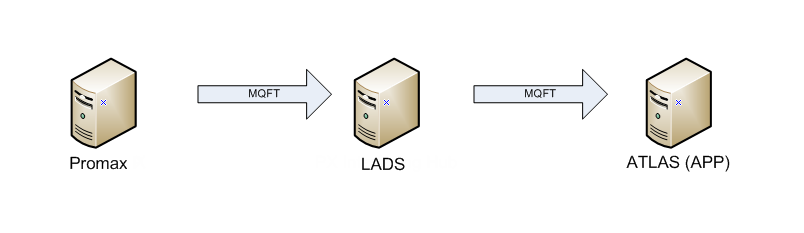 MQFT
MQFT
Promax
LADS
ATLAS (APP)